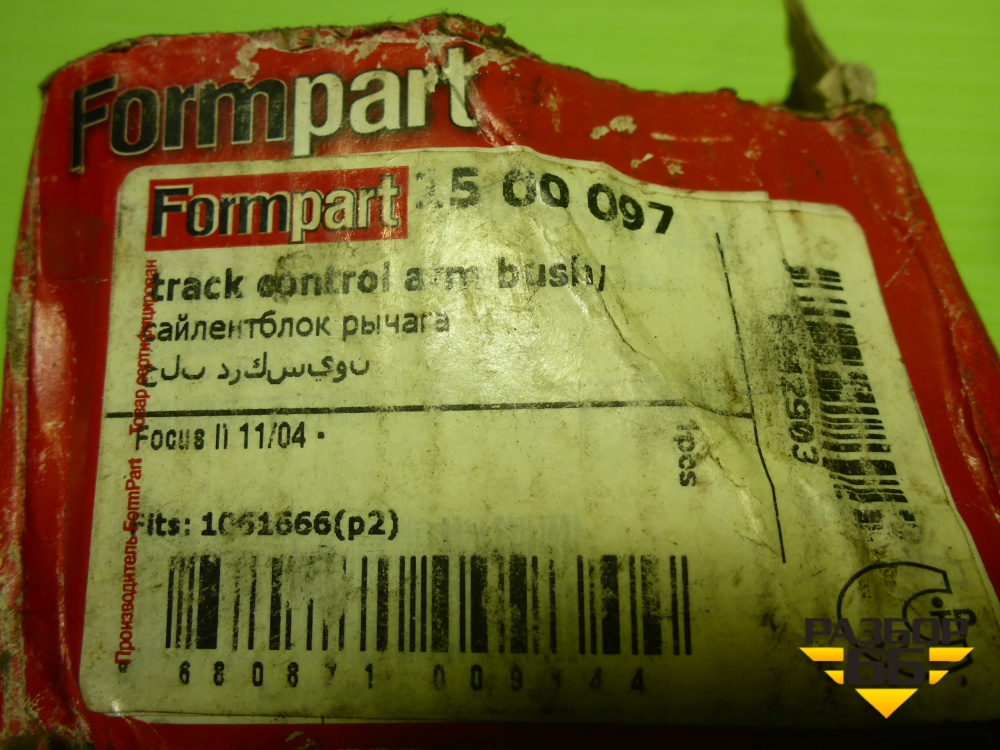 Formpart
Formpart 15 00 097
track control arm bush/
сайлентблок рычага
Focus II 11/04 -
1pcs
Fits: 1061666(p2)
680871 009144
Производитель FormPart Товар сертифицирован
РАЗБОР
66